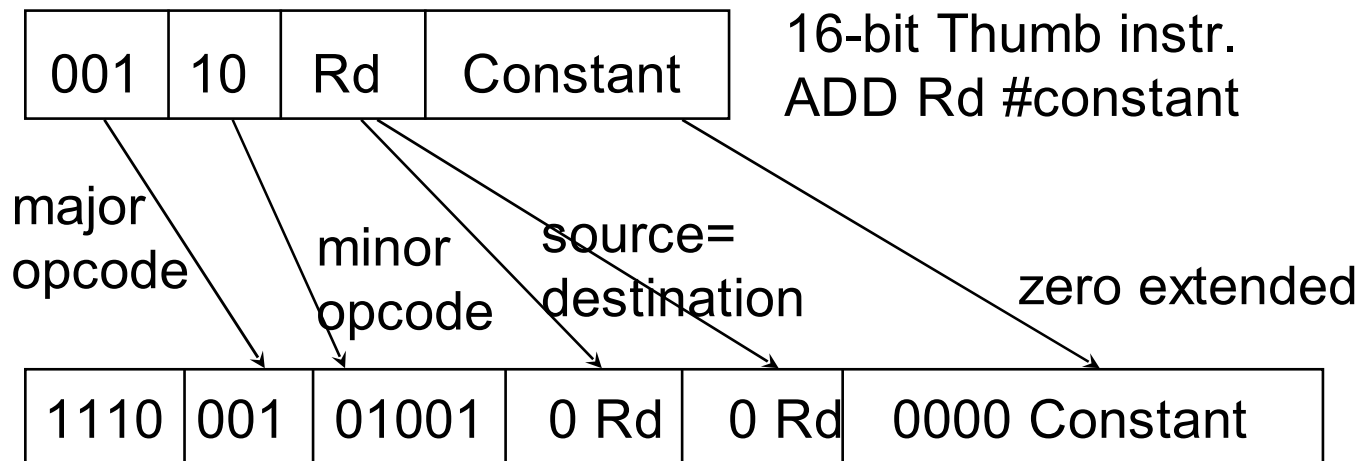 001 10 Rd Constant
16-bit Thumb instr.
ADD Rd #constant
major
opcode
minor
opcode
source=
destination
zero extended
1110 001 01001 0 Rd 0 Rd 0000 Constant